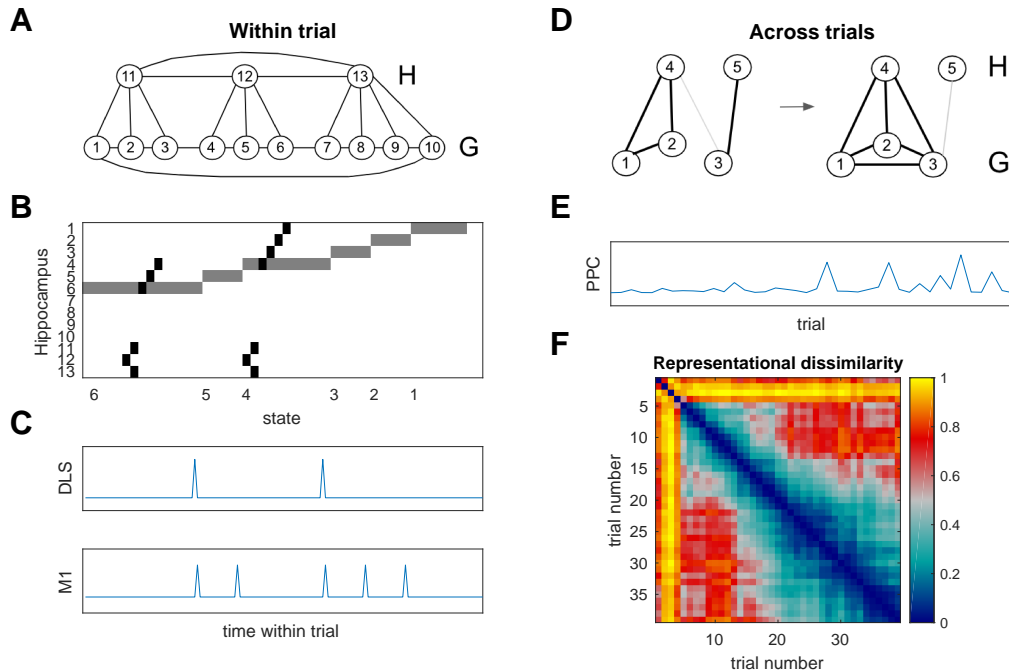 A
Within trial
11
12
13
H
1
2
3
4
5
6
7
8
9
10
G
B
Hippocampus
1
2
3
4
5
6
7
8
9
10
11
12
13
6
5
4
3
2
1
state
C
DLS
M1
time within trial
D
Across trials
4
5
2
1
3
4
5
H
2
1
3
G
E
PPC
trial
F
Representational dissimilarity
trial number
5
10
15
20
25
30
35
10
20
30
trial number
1
0.8
0.6
0.4
0.2
0